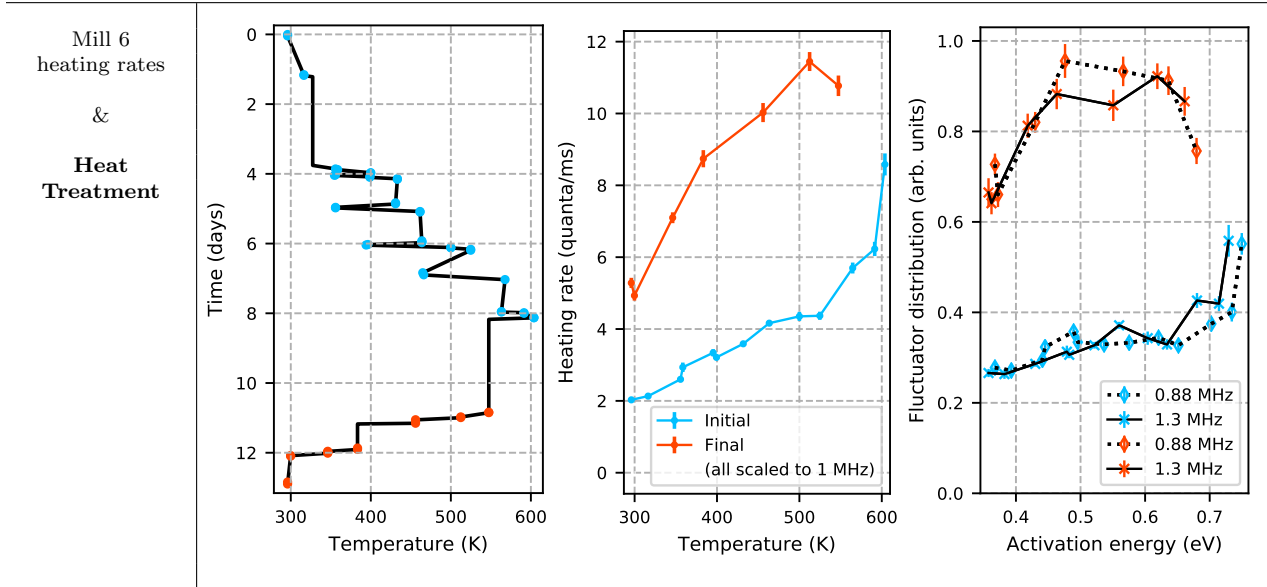 Mill 6
heating rates
&
Heat
Treatment
0
2
4
6
8
10
12
Time (days)
300
400
500
600
Temperature (K)
12
10
8
6
4
2
0
Heating rate (quanta/ms)
Initial
Final
(all scaled to 1 MHz)
300
400
500
600
Temperature (K)
1.0
0.8
0.6
0.4
0.2
0.0
Fluctuator distribution (arb. units)
0.88 MHz
1.3 MHz
0.88 MHz
1.3 MHz
0.4
0.5
0.6
0.7
Activation energy (eV)